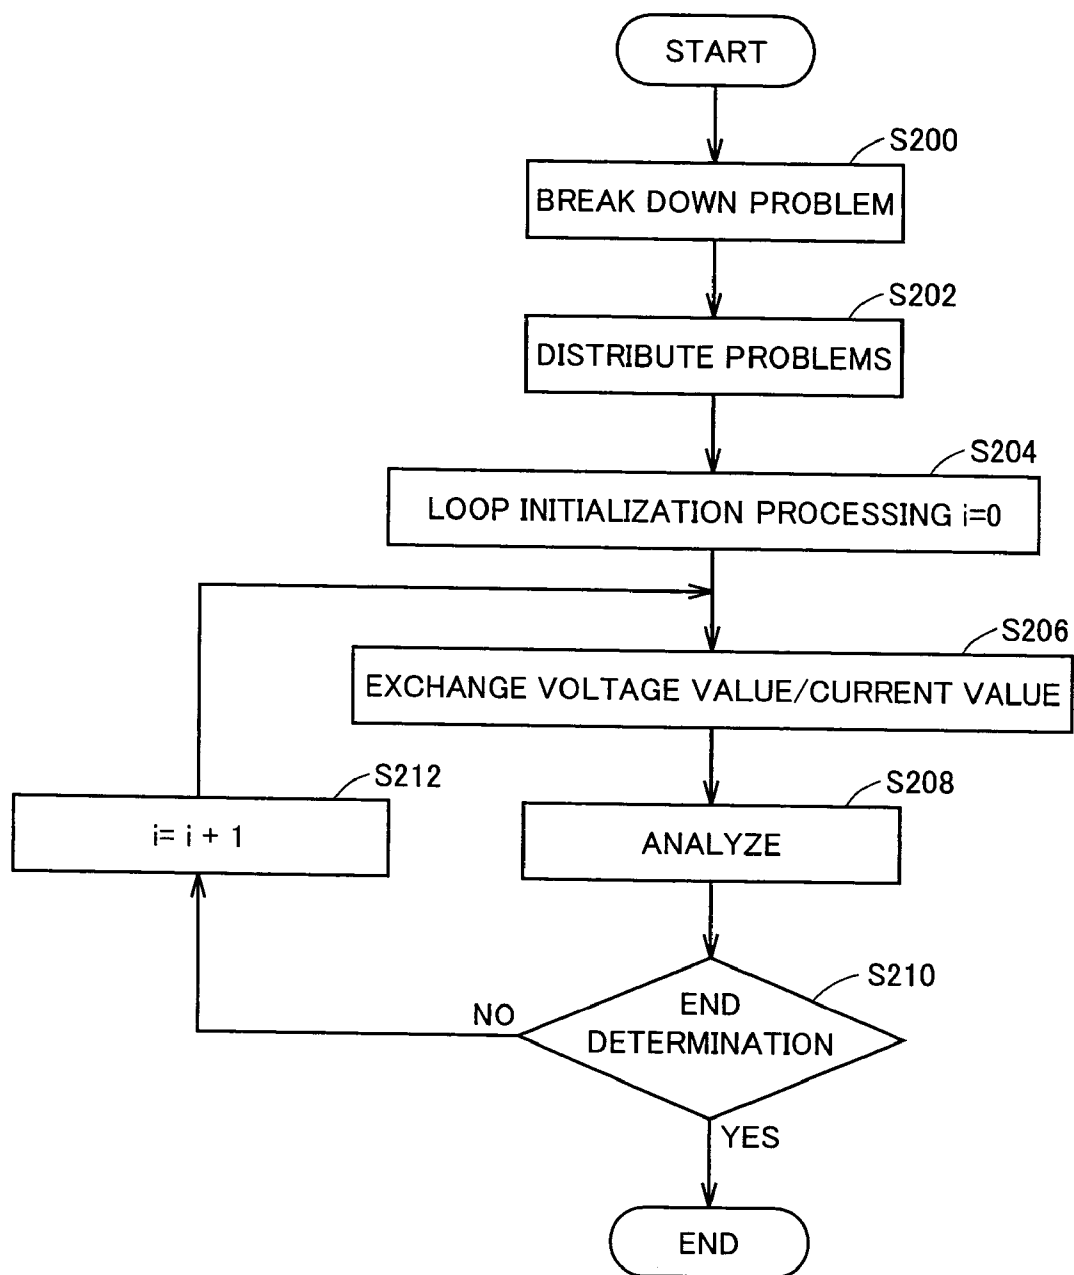 START
S200
BREAK DOWN PROBLEM
S202
DISTRIBUTE PROBLEMS
S204
LOOP INITIALIZATION PROCESSING i=0
S206
EXCHANGE VOLTAGE VALUE/CURRENT VALUE
S212
i= i + 1
S208
ANALYZE
S210
END
DETERMINATION
NO
YES
END